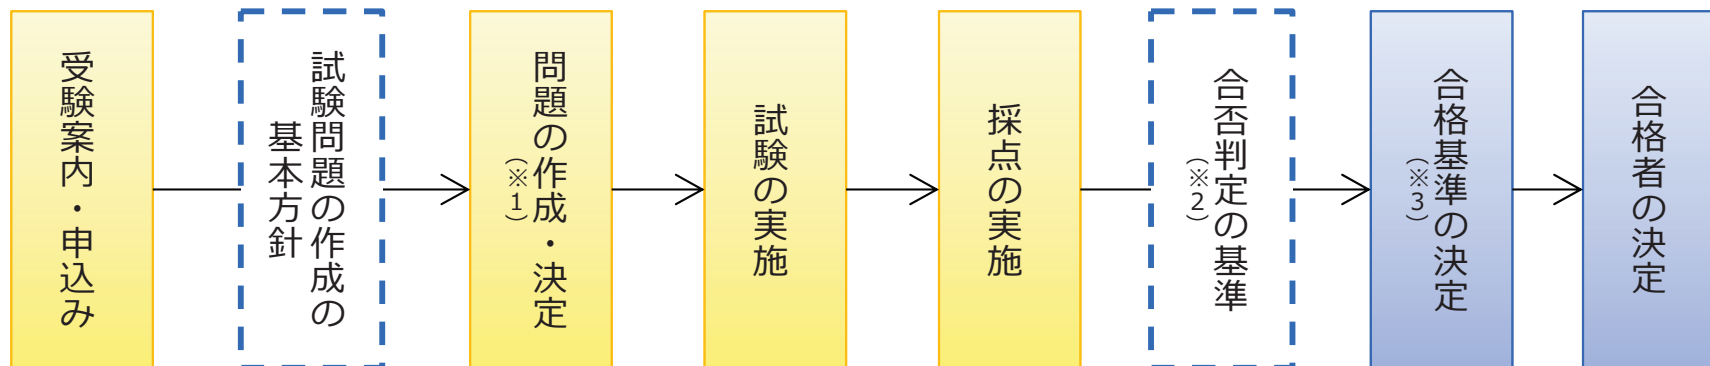 受験案内・申込み
試験問題の作成の
基本方針
問題の作成・決定
（※1）
試験の実施
採点の実施
合否判定の基準
（※2）
合格基準の決定
（※3）
合格者の決定